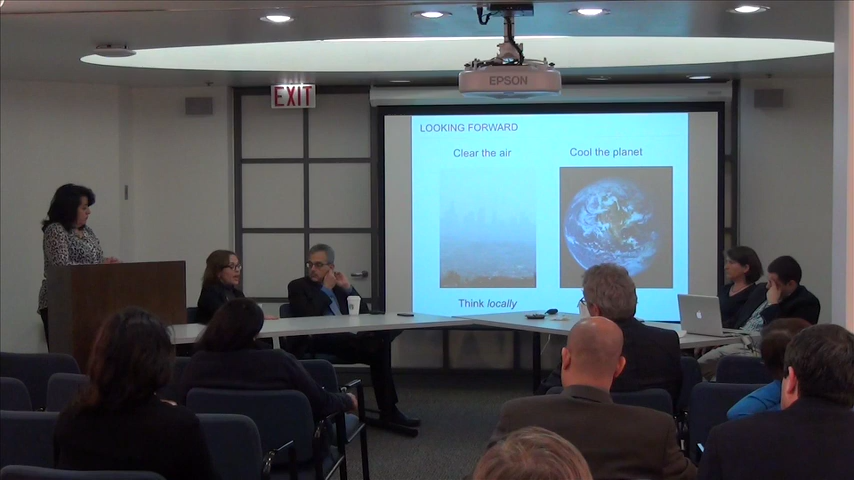 EPSON
EXIT
LOOKING FORWARD
Clear the air
Cool the planet
Think locally